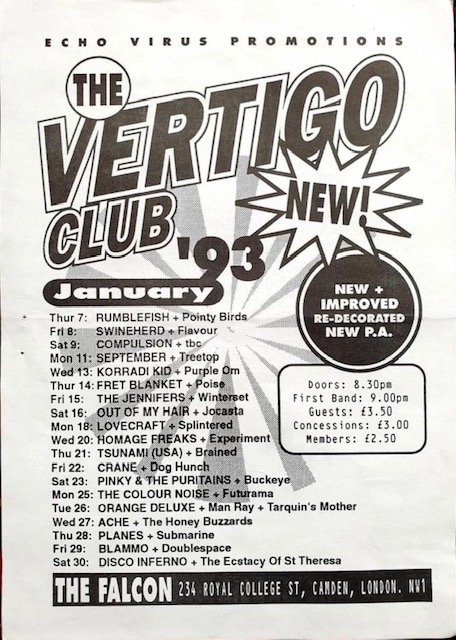 ECHO VIRUS PROMOTIONS
THE
VERTIGO
CLUB '93
NEW!
January
NEW +
IMPROVED
RE-DECORATED
NEW P.A.
Doors: 8.30pm
First Band: 9.00pm
Guests: £3.50
Concessions: £3.00
Members: £2.50
Thur 7: RUMBLEFISH + Pointy Birds
Fri 8: SWINEHERD + Flavour
Sat 9: COMPULSION + tbc
Mon 11: SEPTEMBER + Treetop
Wed 13: KORRADI KID + Purple Om
Thur 14: FRET BLANKET + Poise
Fri 15: THE JENNIFERS + Winterset
Sat 16: OUT OF MY HAIR + Jocasta
Mon 18: LOVECRAFT + Splintered
Wed 20: HOMAGE FREAKS + Experiment
Thu 21: TSUNAMI (USA) + Brained
Fri 22: CRANE + Dog Hunch
Sat 23: PINKY & THE PURITAINS + Buckeye
Mon 25: THE COLOUR NOISE + Futurama
Tue 26: ORANGE DELUXE + Man Ray + Tarquin's Mother
Wed 27: ACHE + The Honey Buzzards
Thu 28: PLANES + Submarine
Fri 29: BLAMMO + Doublespace
Sat 30: DISCO INFERNO + The Ecstasy Of St Theresa
THE FALCON 234 ROYAL COLLEGE ST, CAMDEN, LONDON. NW1